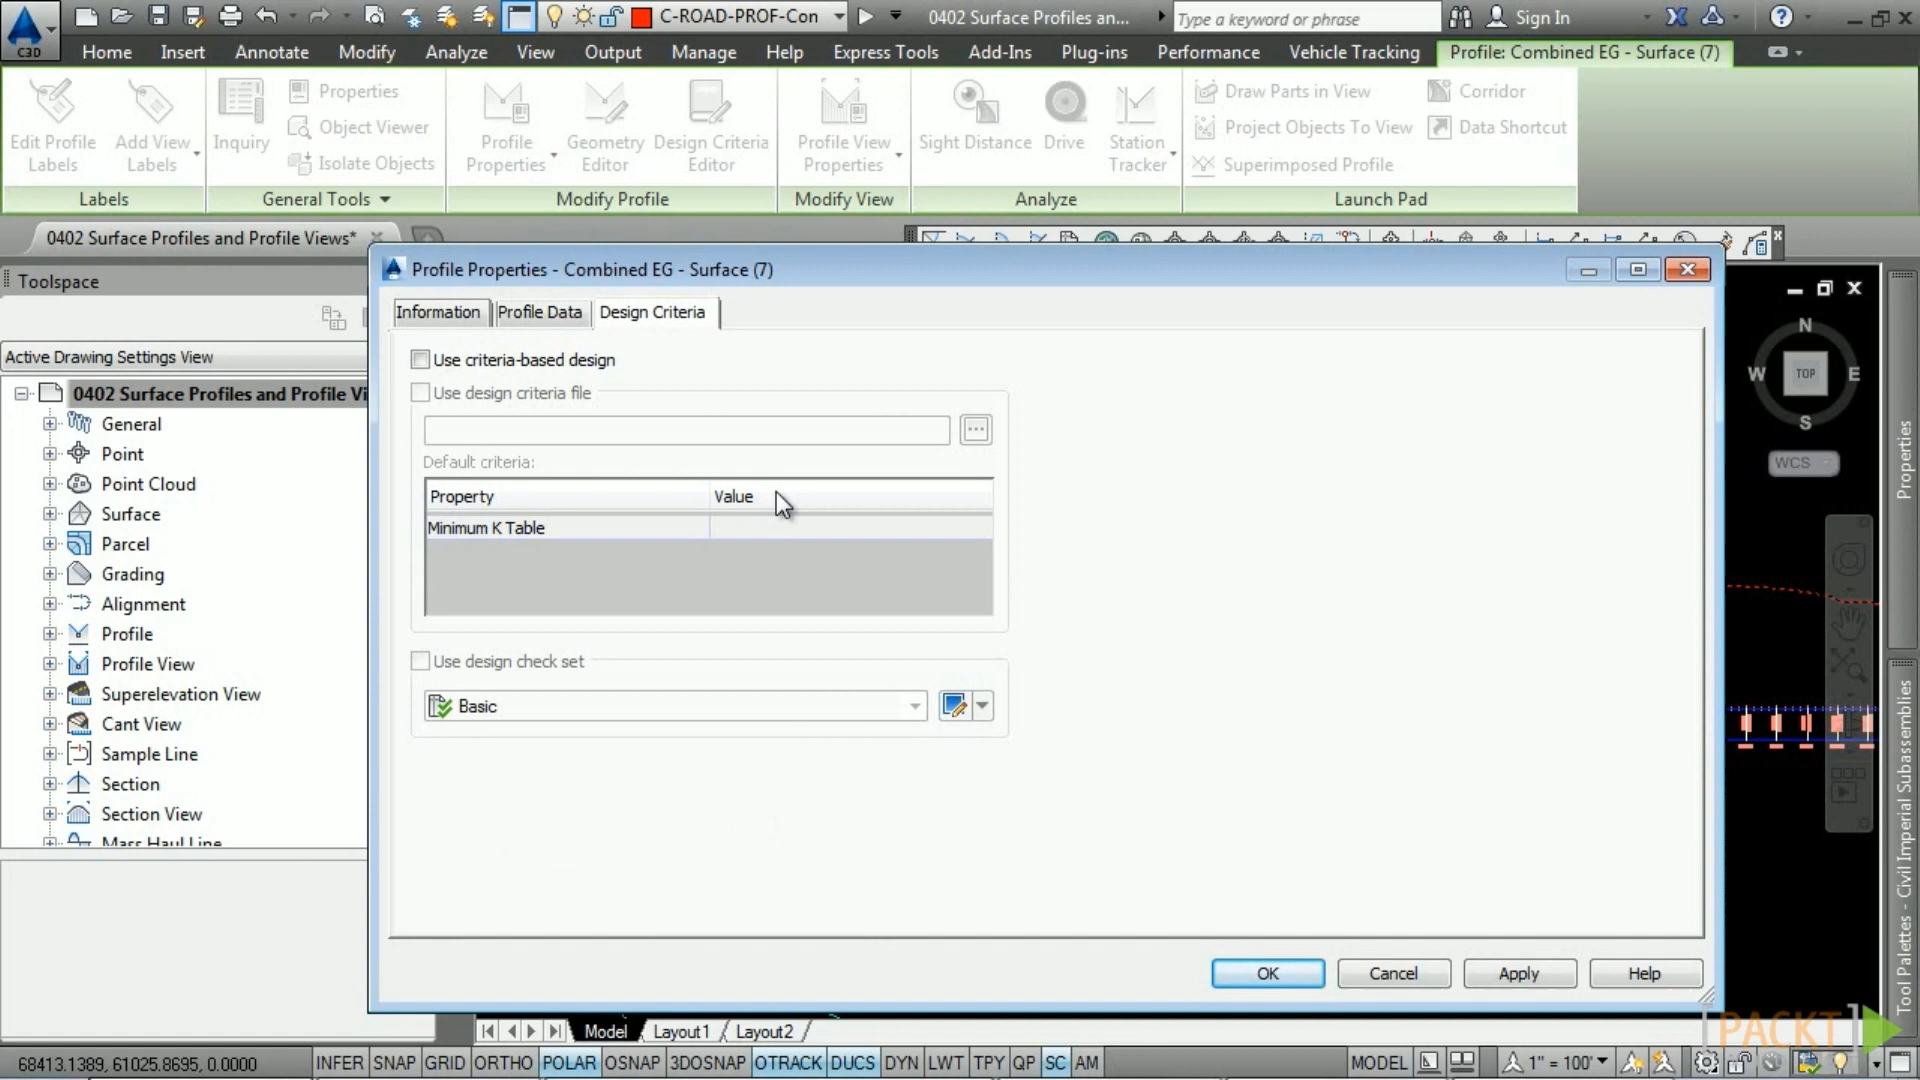 C-ROAD-PROF-Con
0402 Surface Profiles an...
Type a keyword or phrase
Sign In
C3D
Home
Insert
Annotate
Modify
Analyze
View
Output
Manage
Help
Express Tools
Add-Ins
Plug-ins
Performance
Vehicle Tracking
Profile: Combined EG - Surface (7)
Edit Profile
Labels
Add View
Labels
Inquiry
Properties
Object Viewer
Isolate Objects
Profile
Properties
Geometry
Editor
Design Criteria
Editor
Profile View
Properties
Sight Distance
Drive
Station
Tracker
Draw Parts in View
Project Objects To View
Superimposed Profile
Corridor
Data Shortcut
Labels
General Tools
Modify Profile
Modify View
Analyze
Launch Pad
0402 Surface Profiles and Profile Views*
Toolspace
Active Drawing Settings View
0402 Surface Profiles and Profile Vi
General
Point
Point Cloud
Surface
Parcel
Grading
Alignment
Profile
Profile View
Superelevation View
Cant View
Sample Line
Section
Section View
Mass Haul Line
Profile Properties - Combined EG - Surface (7)
Information
Profile Data
Design Criteria
Use criteria-based design
Use design criteria file
...
Default criteria:
Property
Value
Minimum K Table
Use design check set
Basic
OK
Cancel
Apply
Help
N
W
TOP
E
S
WCS
Properties
Tool Palettes - Civil Imperial Subassemblies
PACKT
Model
Layout1
Layout2
68413.1389, 61025.8695, 0.0000
INFER
SNAP
GRID
ORTHO
POLAR
OSNAP
3DOSNAP
OTRACK
DUCS
DYN
LWT
TPY
QP
SC
AM
MODEL
1" = 100'